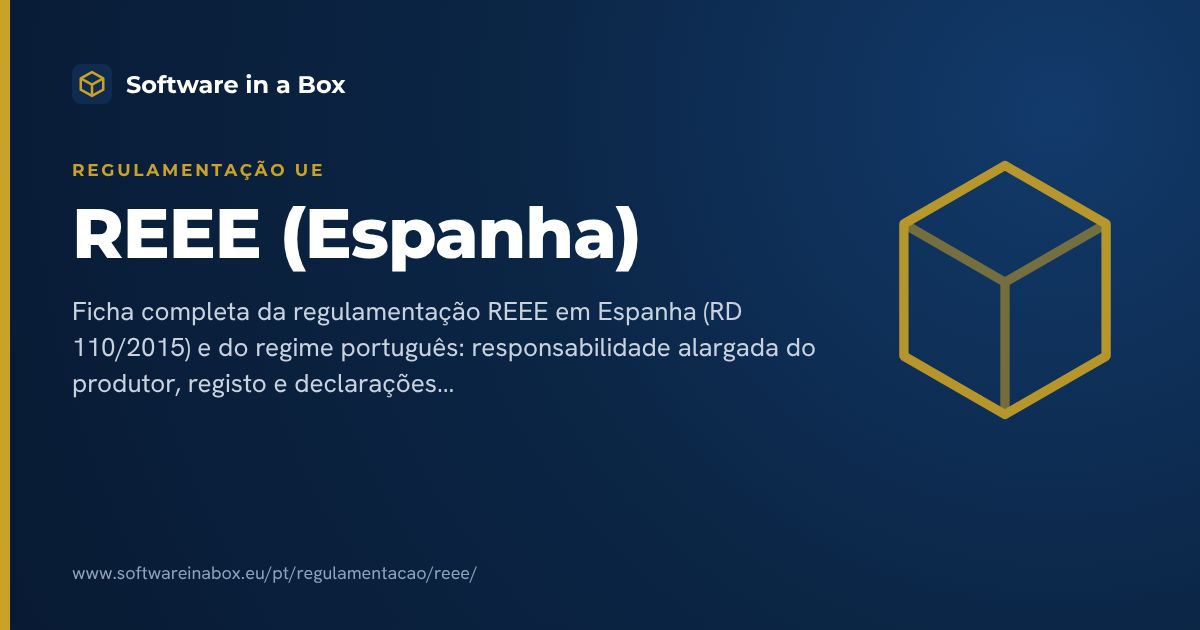 Software in a Box
REGULAMENTAÇÃO UE
REEE (Espanha)
Ficha completa da regulamentação REEE em Espanha (RD
110/2015) e do regime português: responsabilidade alargada do
produtor, registo e declarações...
www.softwareinabox.eu/pt/regulamentacao/reee/